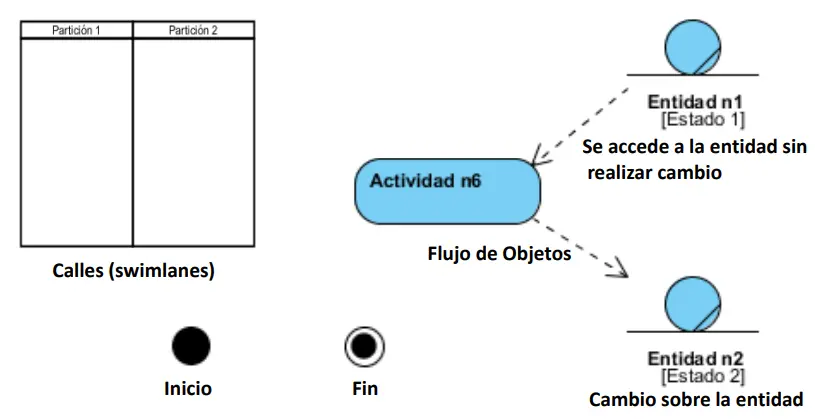 Partición 1
Partición 2
Calles (swimlanes)
Inicio
Fin
Entidad n1
[Estado 1]
Se accede a la entidad sin
realizar cambio
Actividad n6
Flujo de Objetos
Entidad n2
[Estado 2]
Cambio sobre la entidad